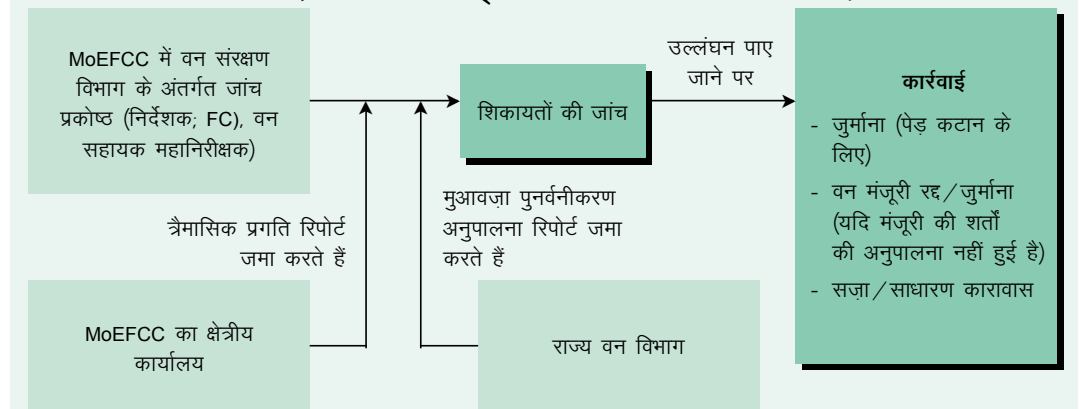 MoEFCC में वन संरक्षण
विभाग के अंतर्गत जांच
प्रकोष्ठ (निर्देशक; FC), वन
सहायक महानिरीक्षक)
शिकायतों की जांच
उल्लंघन पाए
जाने पर
कार्रवाई
- जुर्माना (पेड़ कटान के
लिए)
- वन मंजूरी रद्द/जुर्माना
(यदि मंजूरी की शर्तों
की अनुपालना नहीं हुई है)
- सज़ा/साधारण कारावास
त्रैमासिक प्रगति रिपोर्ट
जमा करते हैं
मुआवज़ा पुनर्वनीकरण
अनुपालना रिपोर्ट जमा
करते हैं
MoEFCC का क्षेत्रीय
कार्यालय
राज्य वन विभाग